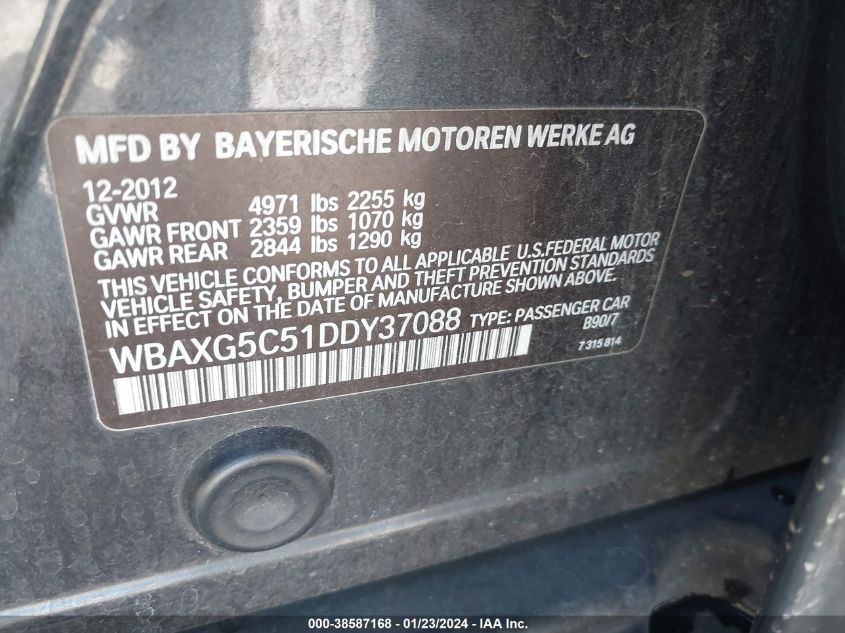 MFD BY BAYERISCHE MOTOREN WERKE AG
12-2012
GVWR 4971 lbs 2255 kg
GAWR FRONT 2359 lbs 1070 kg
GAWR REAR 2844 lbs 1290 kg
THIS VEHICLE CONFORMS TO ALL APPLICABLE U.S.FEDERAL MOTOR
VEHICLE SAFETY, BUMPER AND THEFT PREVENTION STANDARDS
IN EFFECT ON THE DATE OF MANUFACTURE SHOWN ABOVE.
WBAXG5C51DDY37088 TYPE: PASSENGER CAR
B90/7
7 315 814
000-38587168 - 01/23/2024 - © IAA Inc.